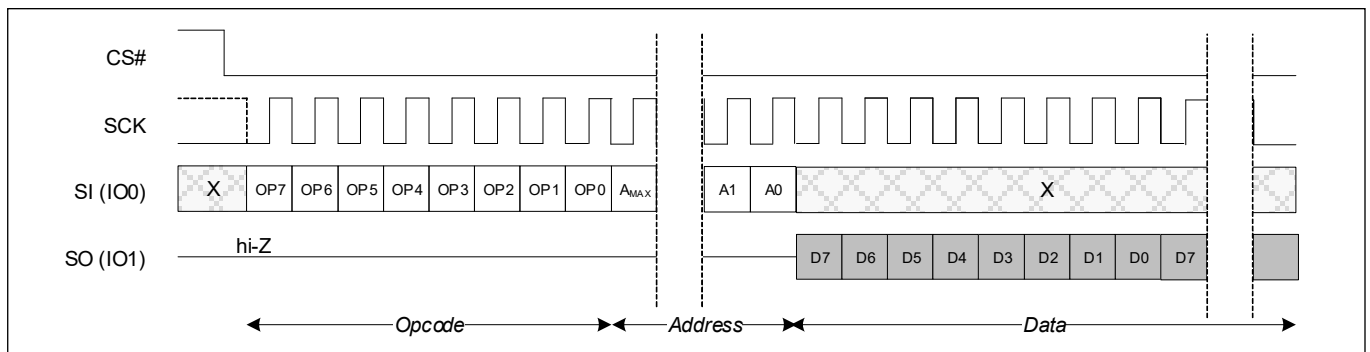 CS#
SCK
SI (IO0) X OP7 OP6 OP5 OP4 OP3 OP2 OP1 OP0 AMAX A1 A0 X
hi-Z
SO (IO1) D7 D6 D5 D4 D3 D2 D1 D0 D7
Opcode Address Data